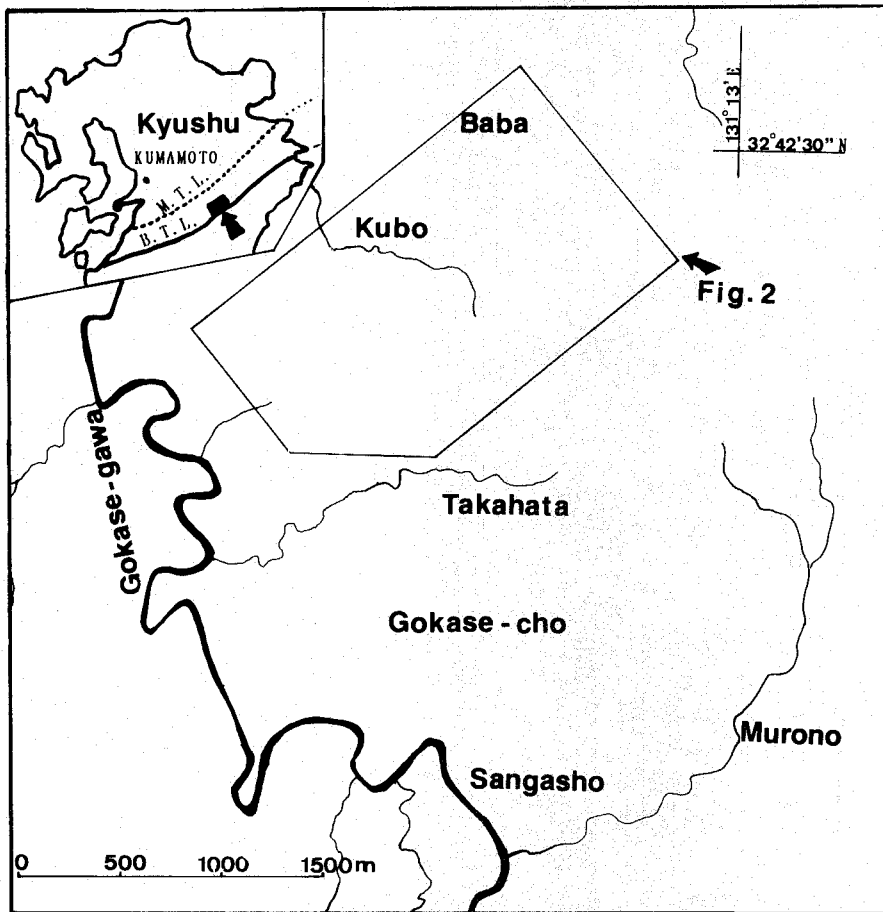 Kyushu
KUMAMOTO
M. T. L.
B. T. L.
Baba
131° 13' E
32° 42' 30" N
Kubo
Fig. 2
Gokase-gawa
Takahata
Gokase - cho
Murono
Sangasho
0 500 1000 1500m